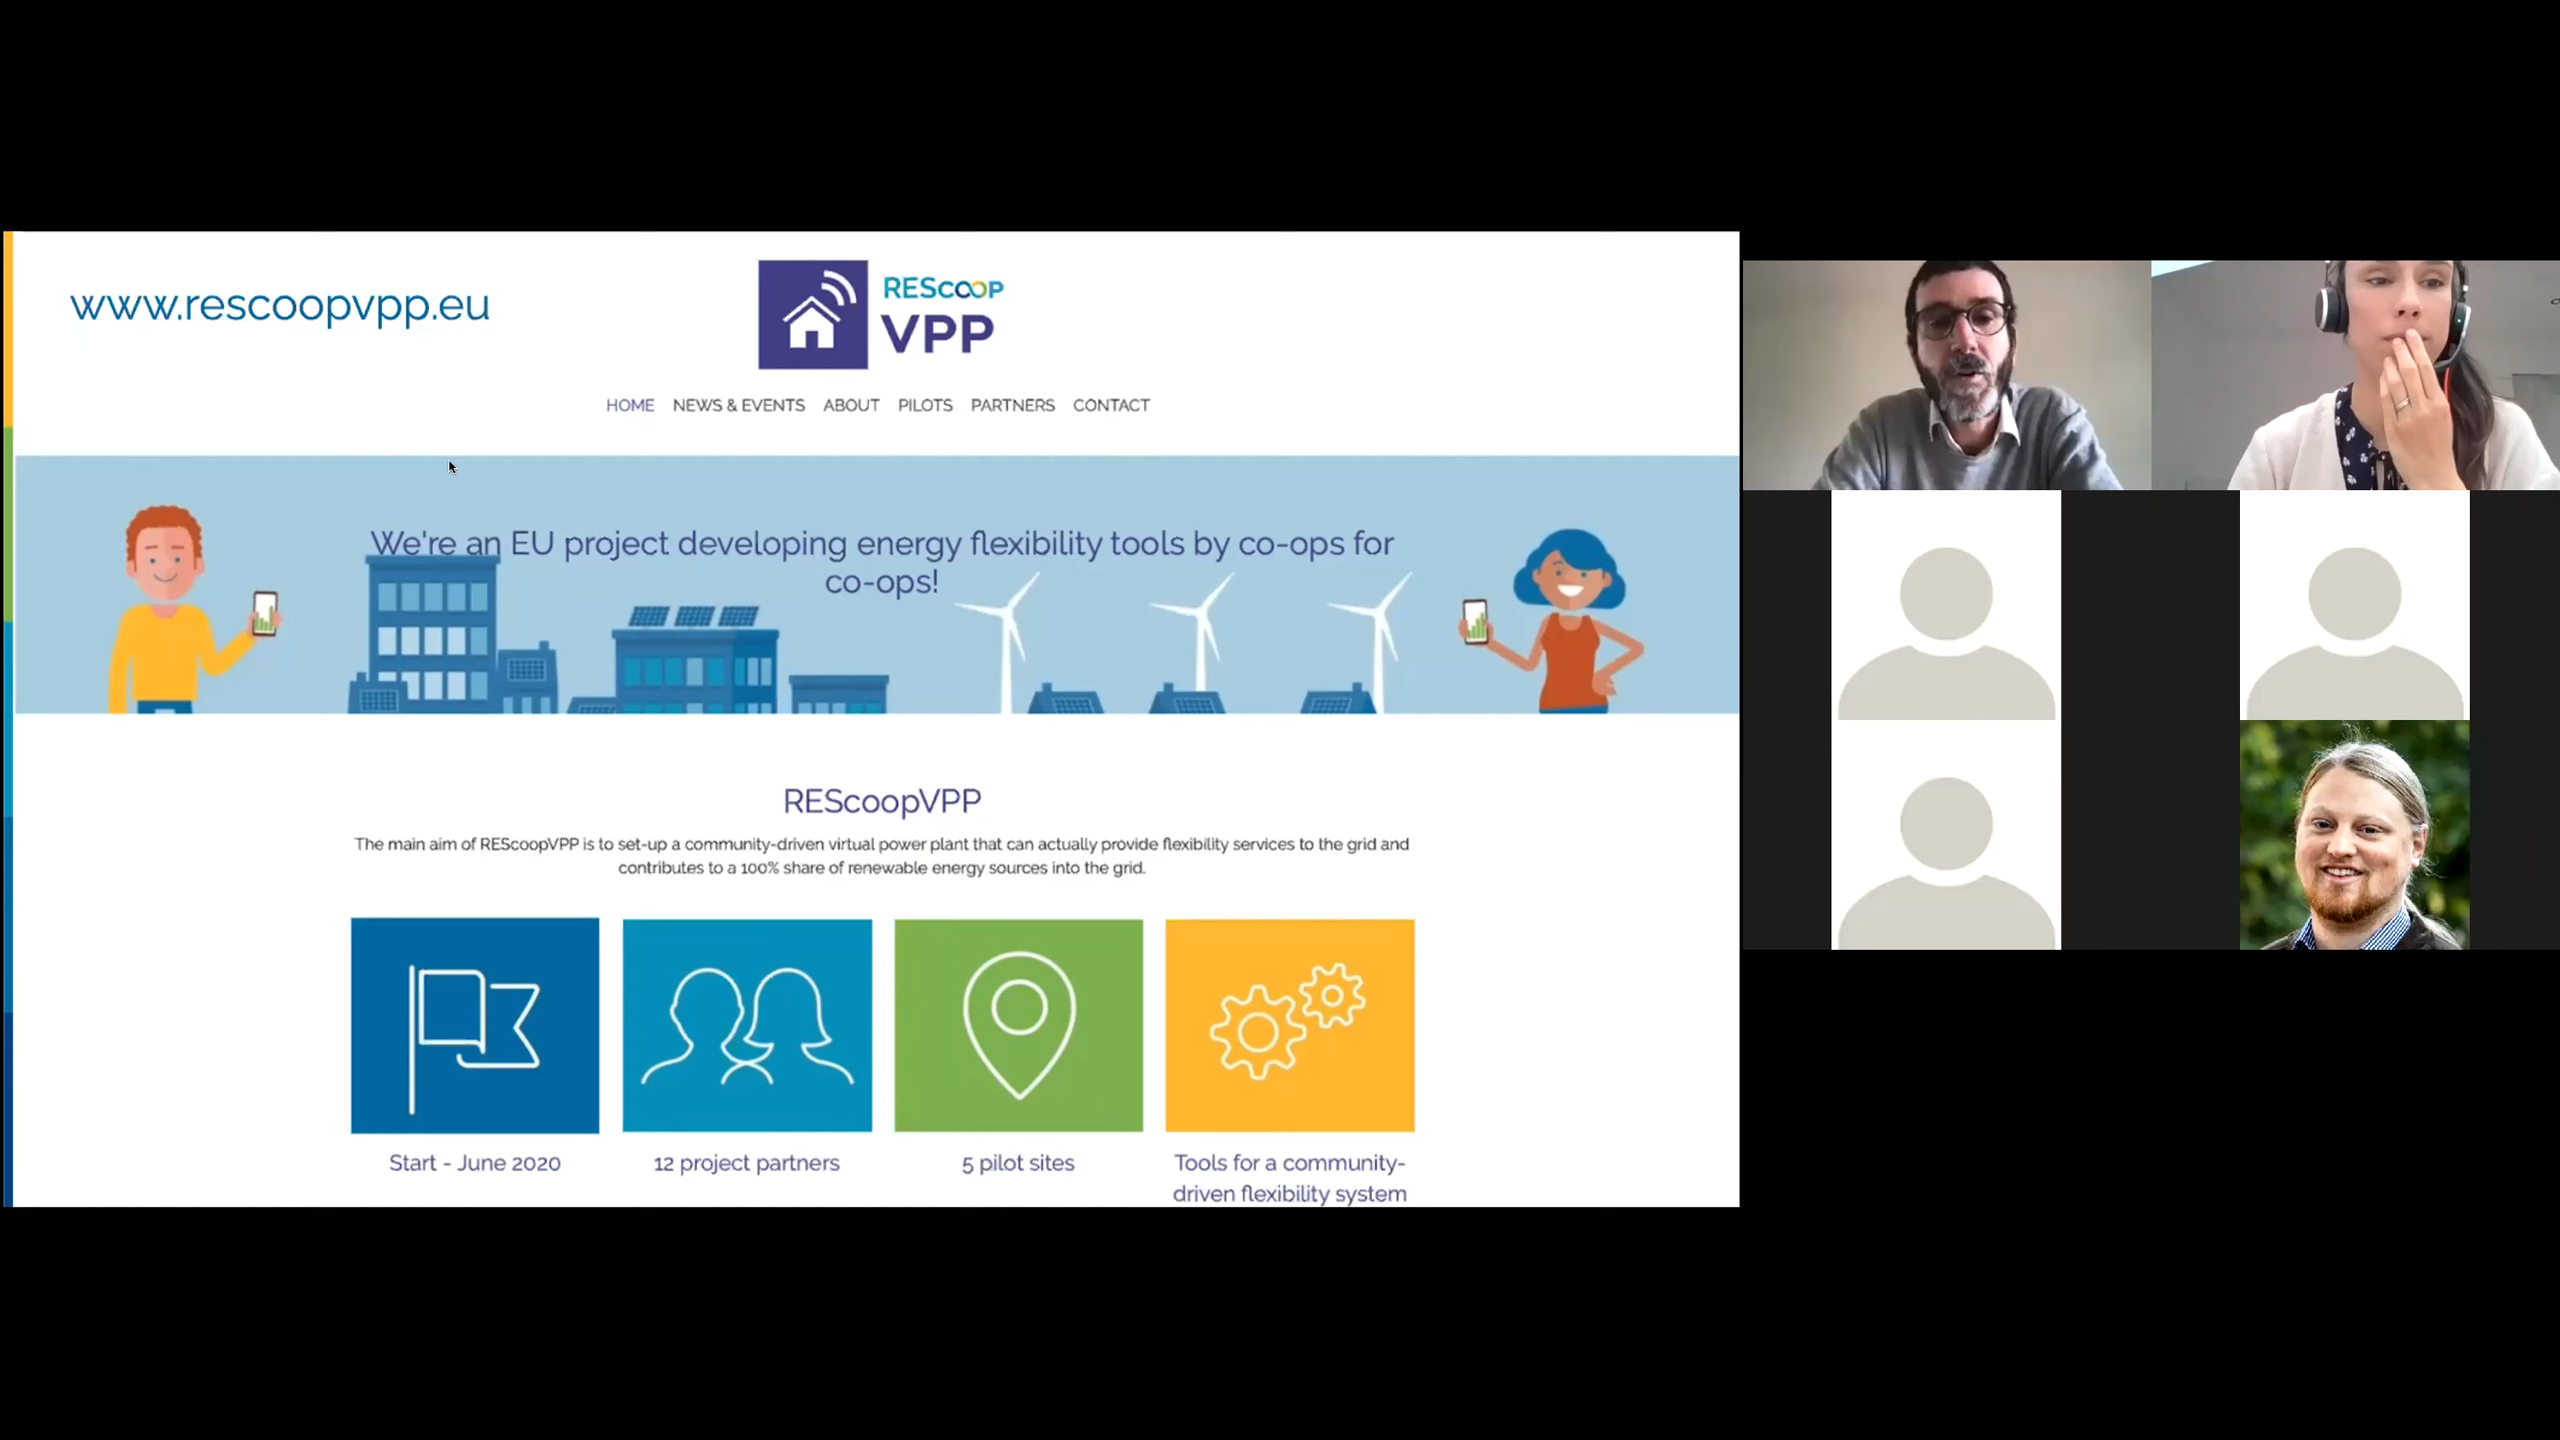 www.rescoopvpp.eu
REScoop
VPP
HOME NEWS & EVENTS ABOUT PILOTS PARTNERS CONTACT
We're an EU project developing energy flexibility tools by co-ops for
co-ops!
REScoopVPP
The main aim of REScoopVPP is to set-up a community-driven virtual power plant that can actually provide flexibility services to the grid and
contributes to a 100% share of renewable energy sources into the grid.
Start - June 2020
12 project partners
5 pilot sites
Tools for a community-
driven flexibility system